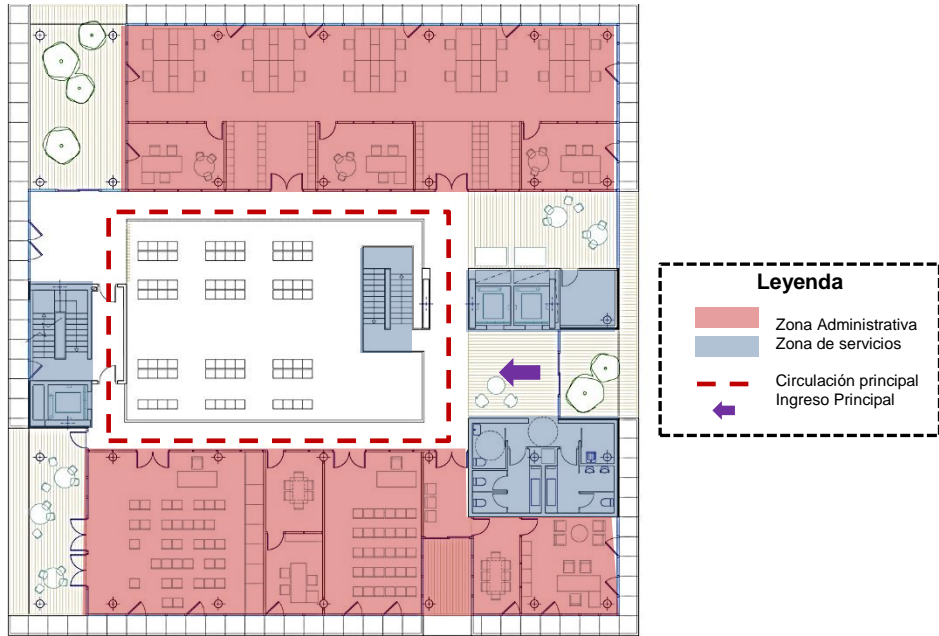 Leyenda
Zona Administrativa
Zona de servicios
Circulación principal
Ingreso Principal